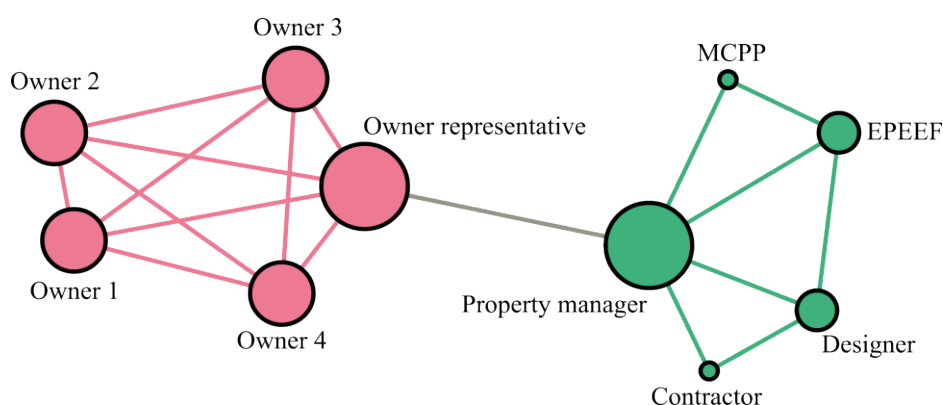 Owner 3
MCPP
Owner 2
Owner representative
EPEEF
Owner 1
Property manager
Owner 4
Designer
Contractor